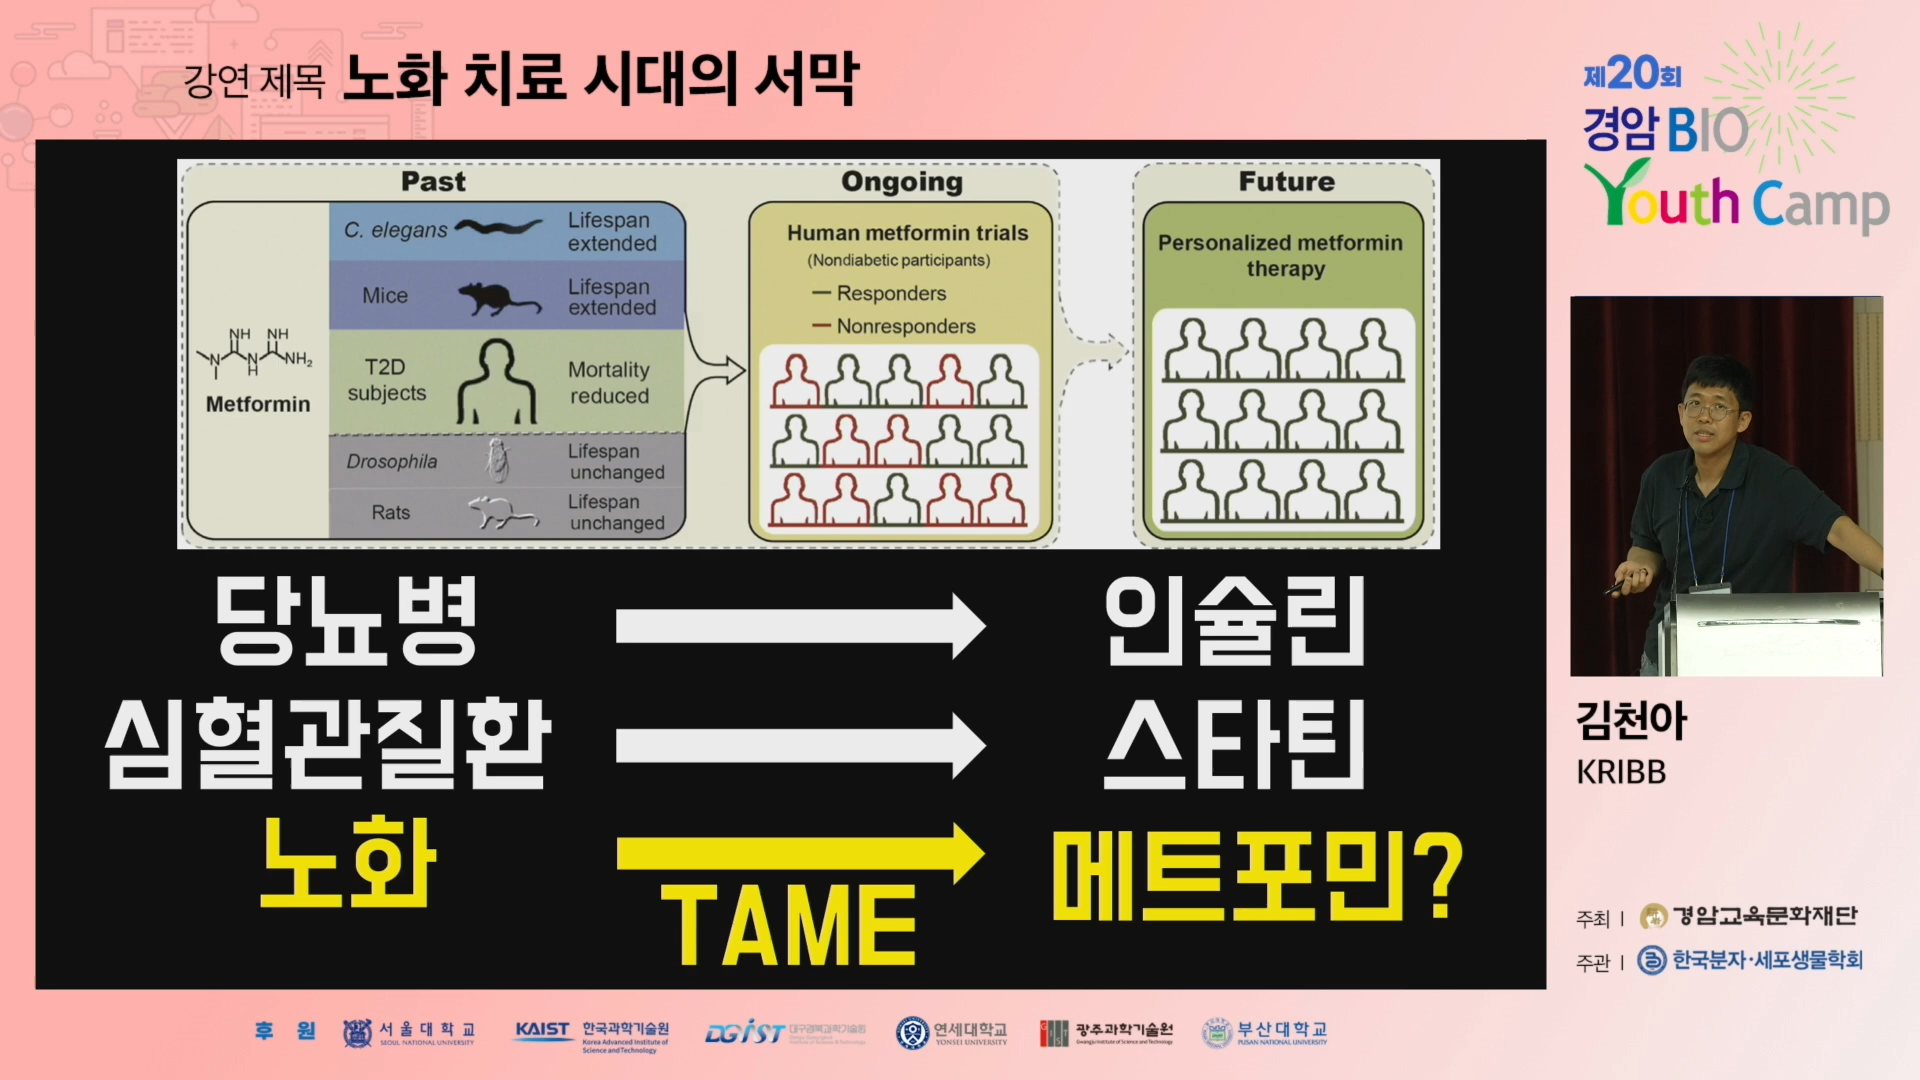 강연 제목 노화 치료 시대의 서막
제20회
경암 BIO
Youth Camp
Past
Ongoing
Future
C. elegans
Lifespan extended
Mice
Lifespan extended
T2D subjects
Mortality reduced
Drosophila
Lifespan unchanged
Rats
Lifespan unchanged
NH NH
N N NH₂
H
Metformin
Human metformin trials
(Nondiabetic participants)
Responders
Nonresponders
Personalized metformin
therapy
당뇨병
인슐린
심혈관질환
스타틴
노화
TAME
메트포민?
김천아
KRIBB
주최 | 경암교육문화재단
주관 | 한국분자·세포생물학회
후 원
서울대학교
SEOUL NATIONAL UNIVERSITY
KAIST 한국과학기술원
Korea Advanced Institute of
Science and Technology
DGIST 대구경북과학기술원
연세대학교
YONSEI UNIVERSITY
광주과학기술원
Gwangju Institute of Science and Technology
부산대학교
PUSAN NATIONAL UNIVERSITY